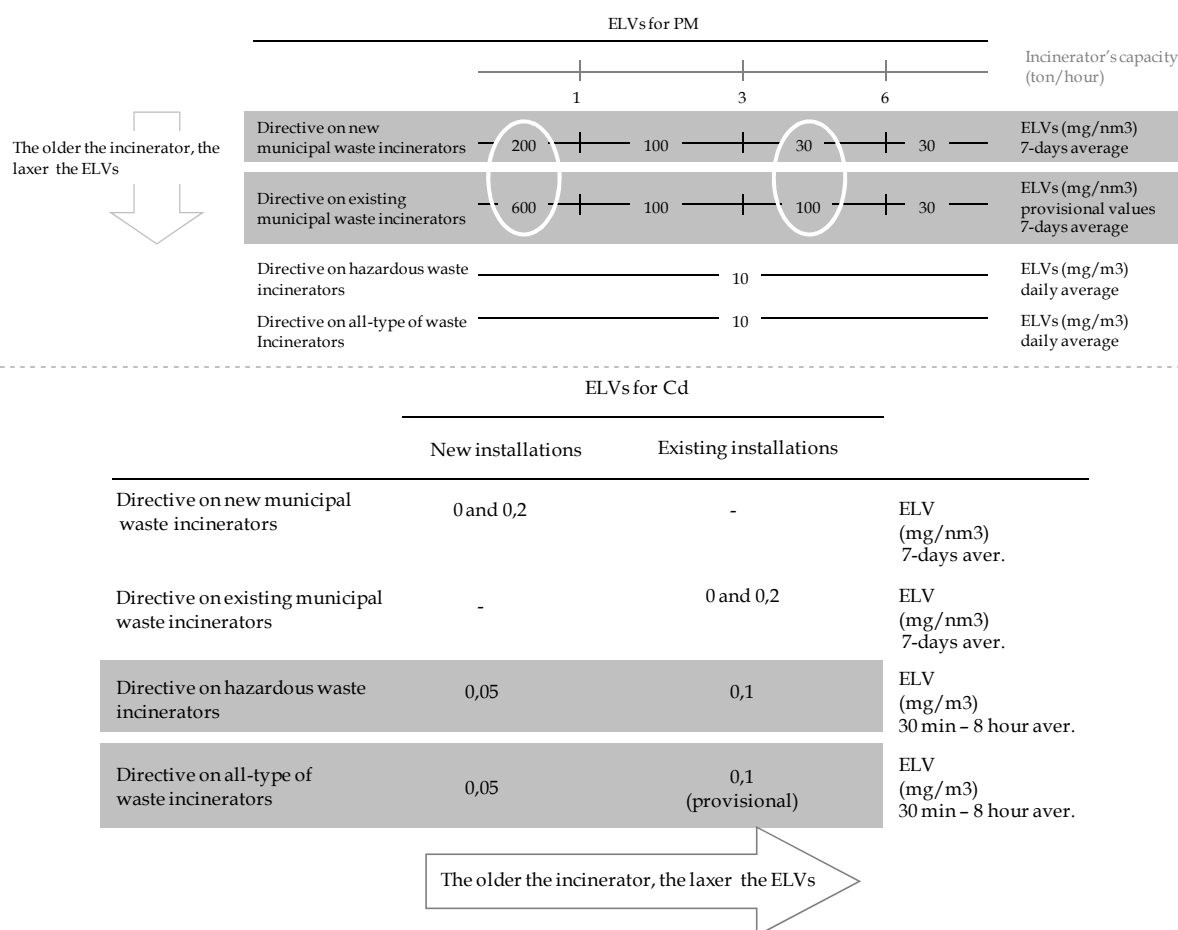 ELVs for PM
Incinerator's capacity
(ton/hour)
1 3 6
The older the incinerator, the
laxer the ELVs
Directive on new
municipal waste incinerators
200 100 30 30
ELVs (mg/nm3)
7-days average
Directive on existing
municipal waste incinerators
600 100 100 30
ELVs (mg/nm3)
provisional values
7-days average
Directive on hazardous waste
incinerators
10
ELVs (mg/m3)
daily average
Directive on all-type of waste
Incinerators
10
ELVs (mg/m3)
daily average
ELVs for Cd
New installations Existing installations
Directive on new municipal
waste incinerators
0 and 0,2 -
ELV
(mg/nm3)
7-days aver.
Directive on existing municipal
waste incinerators
- 0 and 0,2
ELV
(mg/nm3)
7-days aver.
Directive on hazardous waste
incinerators
0,05 0,1
ELV
(mg/m3)
30 min – 8 hour aver.
Directive on all-type of
waste incinerators
0,05 0,1
(provisional)
ELV
(mg/m3)
30 min – 8 hour aver.
The older the incinerator, the laxer the ELVs